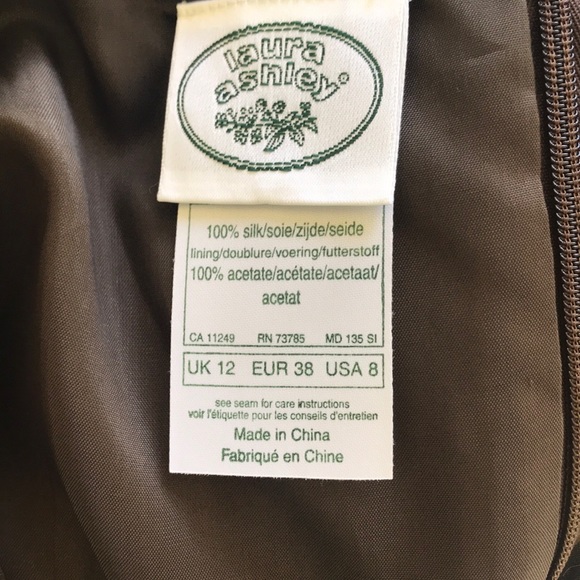 laura
ashley®
100% silk/soie/zijde/seide
lining/doublure/voering/futterstoff
100% acetate/acétate/acetaat/
acetat
CA 11249 RN 73785 MD 135 SI
UK 12 EUR 38 USA 8
see seam for care instructions
voir l'étiquette pour les conseils d'entretien
Made in China
Fabriqué en Chine